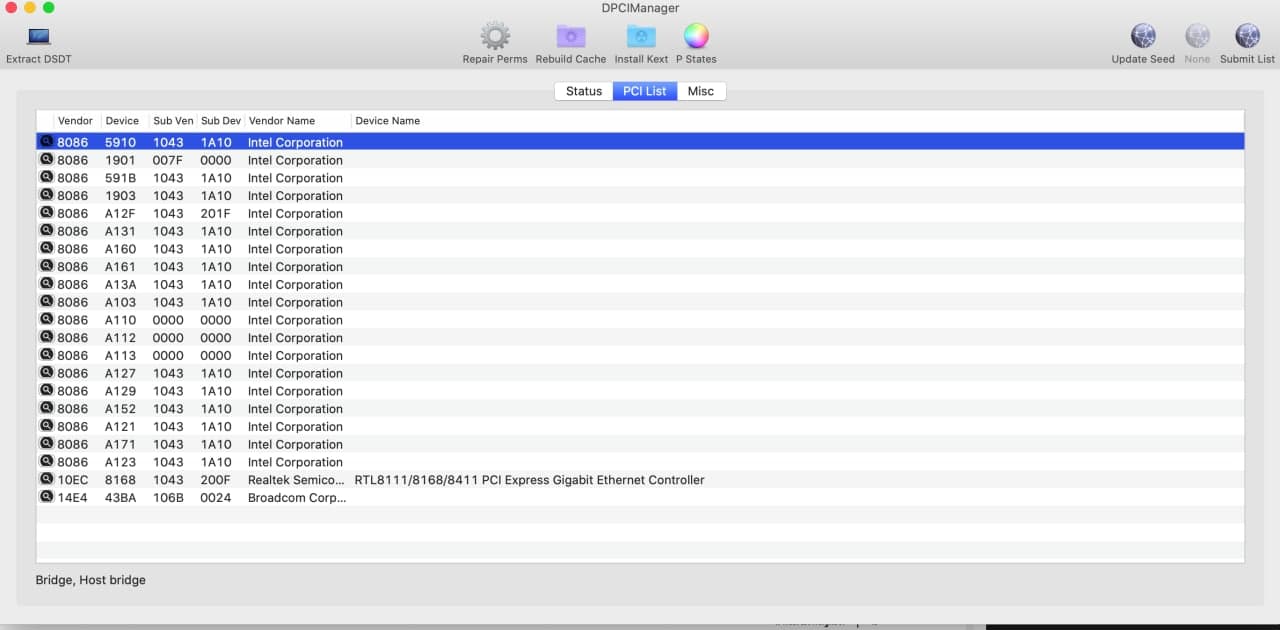 DPCIManager
Extract DSDT Repair Perms Rebuild Cache Install Kext P States Update Seed None Submit List
Status PCI List Misc
Vendor Device Sub Ven Sub Dev Vendor Name Device Name
8086 5910 1043 1A10 Intel Corporation
8086 1901 007F 0000 Intel Corporation
8086 591B 1043 1A10 Intel Corporation
8086 1903 1043 1A10 Intel Corporation
8086 A12F 1043 201F Intel Corporation
8086 A131 1043 1A10 Intel Corporation
8086 A160 1043 1A10 Intel Corporation
8086 A161 1043 1A10 Intel Corporation
8086 A13A 1043 1A10 Intel Corporation
8086 A103 1043 1A10 Intel Corporation
8086 A110 0000 0000 Intel Corporation
8086 A112 0000 0000 Intel Corporation
8086 A113 0000 0000 Intel Corporation
8086 A127 1043 1A10 Intel Corporation
8086 A129 1043 1A10 Intel Corporation
8086 A152 1043 1A10 Intel Corporation
8086 A121 1043 1A10 Intel Corporation
8086 A171 1043 1A10 Intel Corporation
8086 A123 1043 1A10 Intel Corporation
10EC 8168 1043 200F Realtek Semico... RTL8111/8168/8411 PCI Express Gigabit Ethernet Controller
14E4 43BA 106B 0024 Broadcom Corp...
Bridge, Host bridge